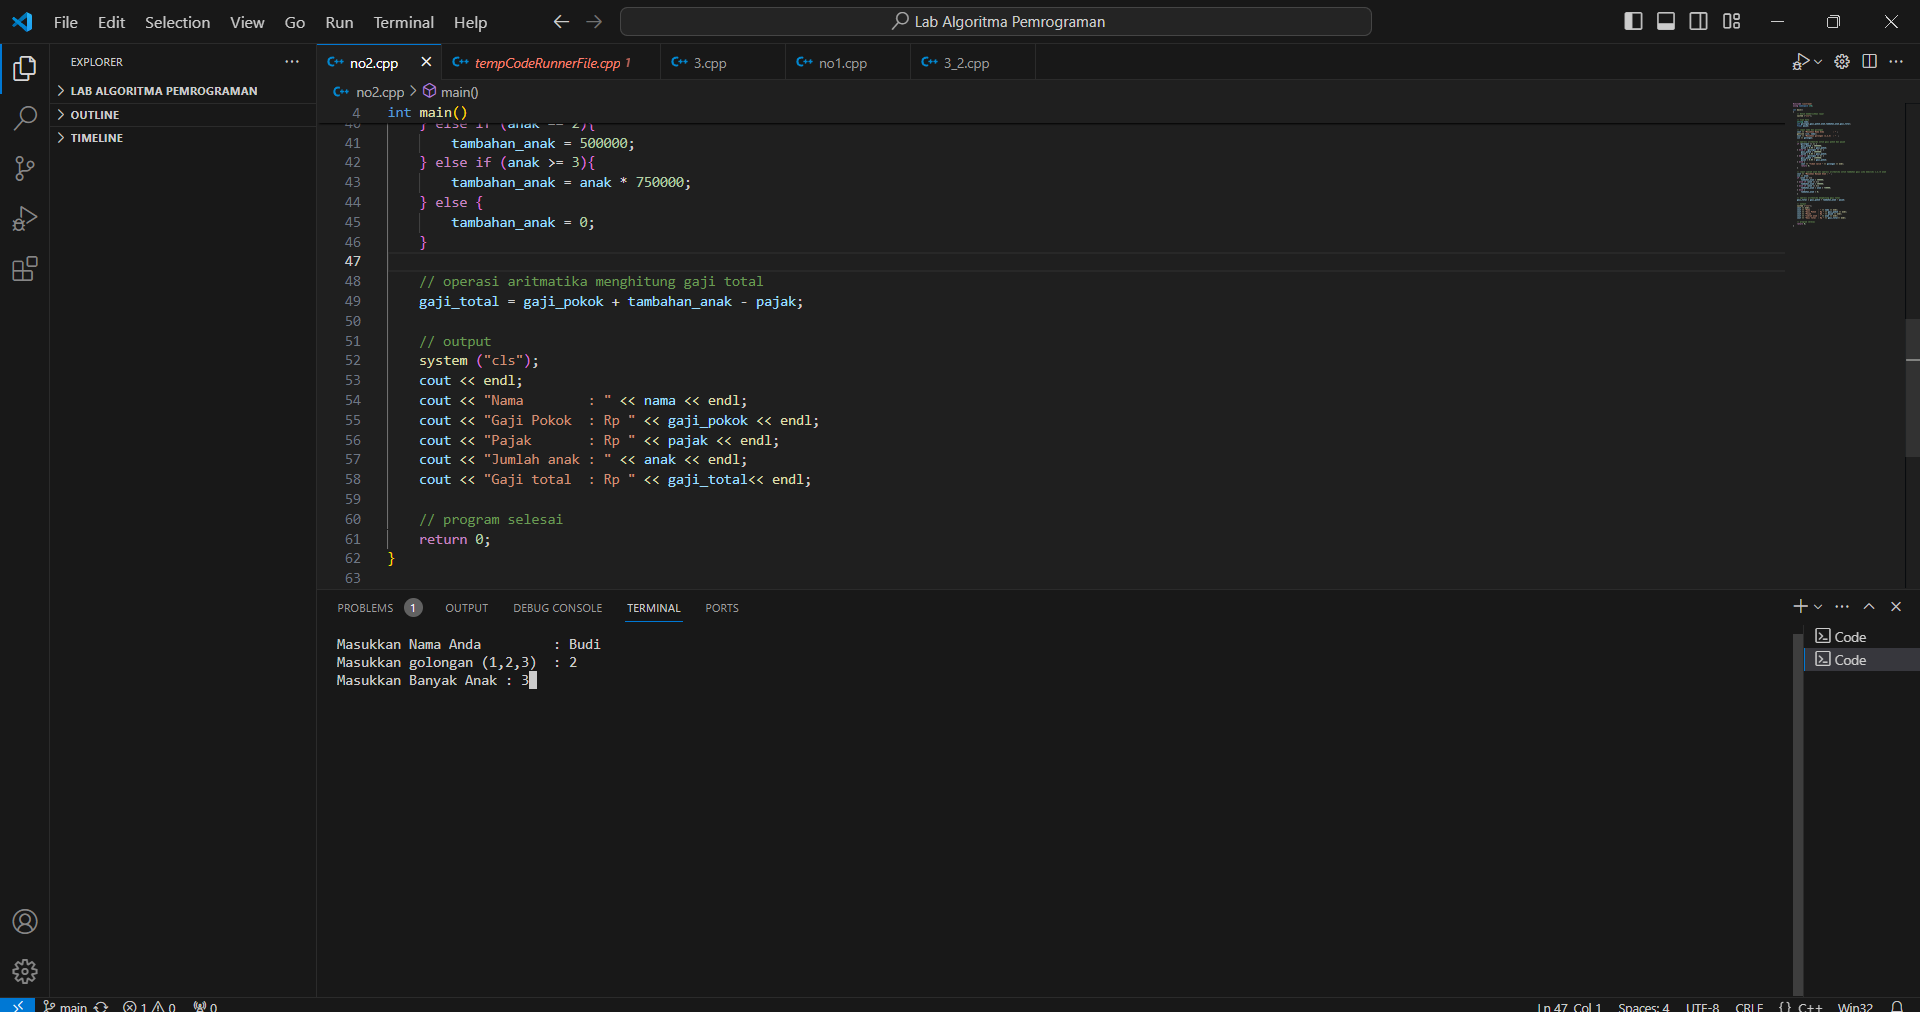 File Edit Selection View Go Run Terminal Help
Lab Algoritma Pemrograman
EXPLORER
LAB ALGORITMA PEMROGRAMAN
OUTLINE
TIMELINE
no2.cpp tempCodeRunnerFile.cpp 1 3.cpp no1.cpp 3_2.cpp
no2.cpp > main()
4 int main()
40 } else if (anak == 2){
41 tambahan_anak = 500000;
42 } else if (anak >= 3){
43 tambahan_anak = anak * 750000;
44 } else {
45 tambahan_anak = 0;
46 }
47
48 // operasi aritmatika menghitung gaji total
49 gaji_total = gaji_pokok + tambahan_anak - pajak;
50
51 // output
52 system ("cls");
53 cout << endl;
54 cout << "Nama        : " << nama << endl;
55 cout << "Gaji Pokok  : Rp " << gaji_pokok << endl;
56 cout << "Pajak       : Rp " << pajak << endl;
57 cout << "Jumlah anak : " << anak << endl;
58 cout << "Gaji total  : Rp " << gaji_total<< endl;
59
60 // program selesai
61 return 0;
62 }
63
PROBLEMS 1 OUTPUT DEBUG CONSOLE TERMINAL PORTS
Masukkan Nama Anda         : Budi
Masukkan golongan (1,2,3)  : 2
Masukkan Banyak Anak : 3
Code
Code
main 1 0 0 Ln 47, Col 1 Spaces: 4 UTF-8 CRLF {} C++ Win32